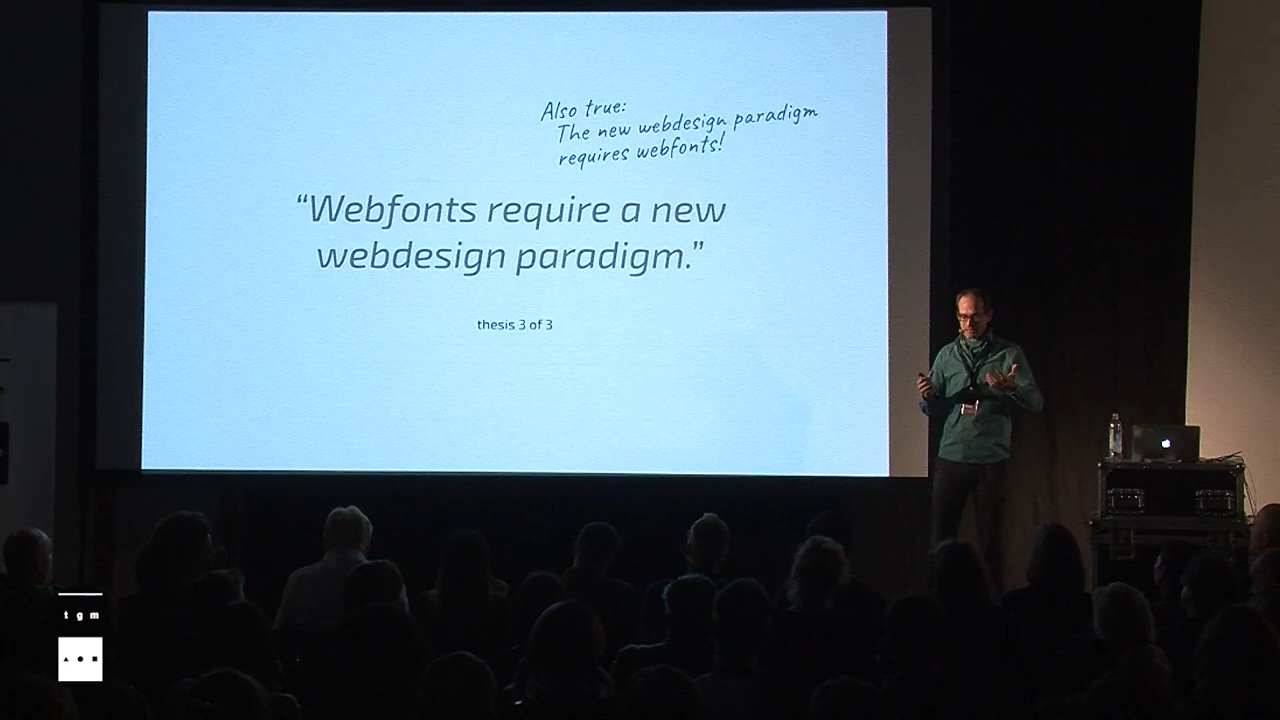 Also true:
The new webdesign paradigm
requires webfonts!
“Webfonts require a new
webdesign paradigm.”
thesis 3 of 3
tgm